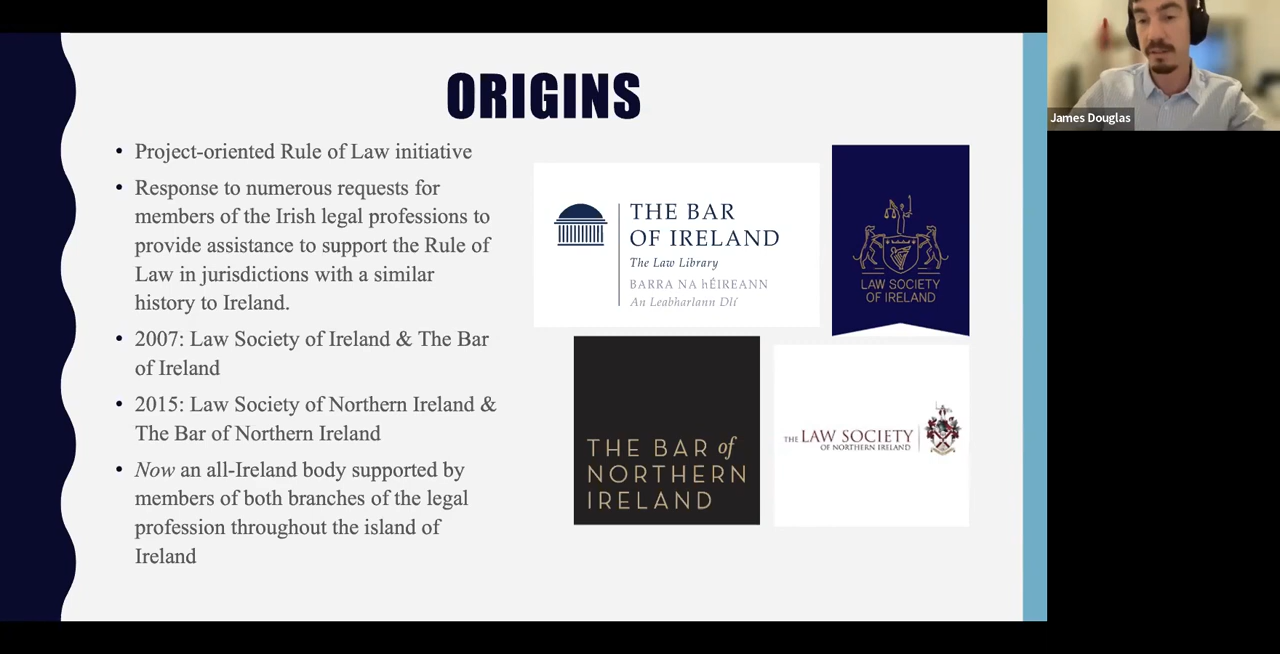 ORIGINS
• Project-oriented Rule of Law initiative
• Response to numerous requests for
members of the Irish legal professions to
provide assistance to support the Rule of
Law in jurisdictions with a similar
history to Ireland.
• 2007: Law Society of Ireland & The Bar
of Ireland
• 2015: Law Society of Northern Ireland &
The Bar of Northern Ireland
• Now an all-Ireland body supported by
members of both branches of the legal
profession throughout the island of
Ireland
THE BAR
OF IRELAND
The Law Library
BARRA NA hÉIREANN
An Leabharlann Dlí
LAW SOCIETY
OF IRELAND
THE BAR of
NORTHERN
IRELAND
THE LAW SOCIETY
OF NORTHERN IRELAND
James Douglas